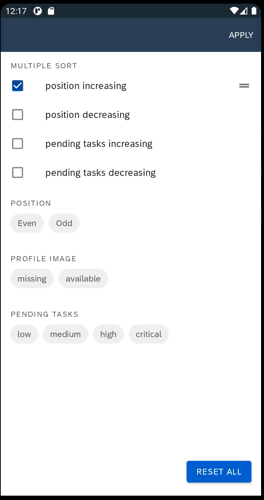 12:17
APPLY
MULTIPLE SORT
position increasing
position decreasing
pending tasks increasing
pending tasks decreasing
POSITION
Even Odd
PROFILE IMAGE
missing available
PENDING TASKS
low medium high critical
RESET ALL